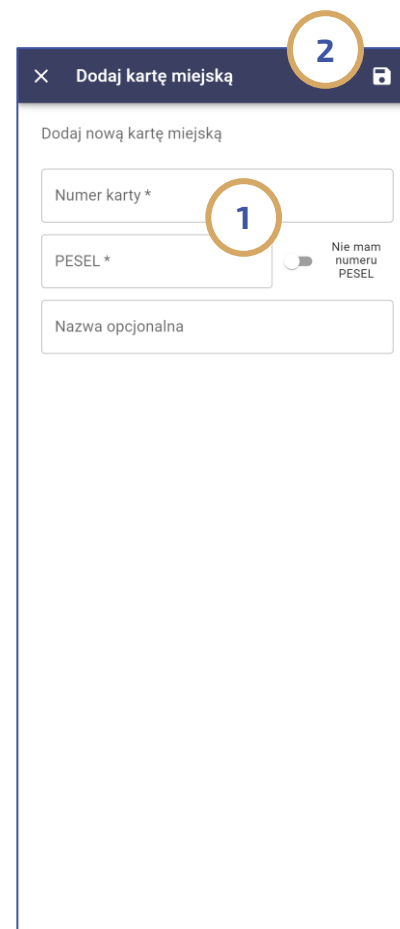 2
Dodaj kartę miejską
Dodaj nową kartę miejską
Numer karty *
1
PESEL *
Nie mam
numeru
PESEL
Nazwa opcjonalna